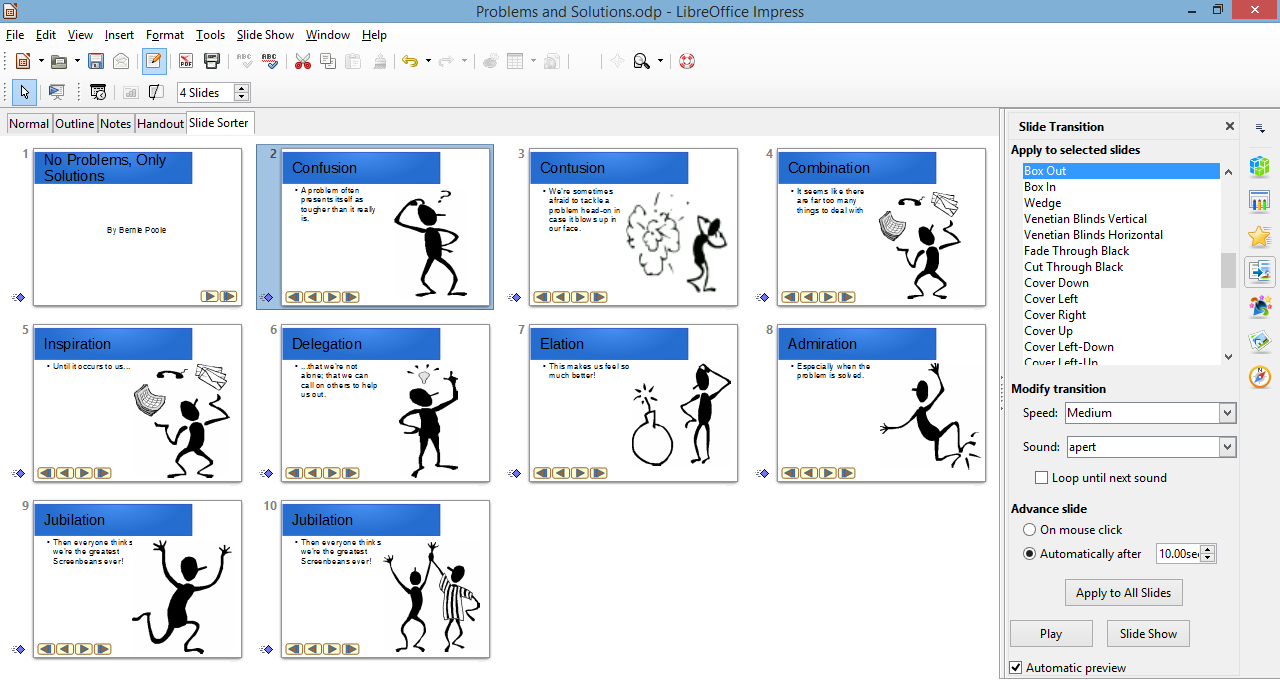 Problems and Solutions.odp - LibreOffice Impress
File Edit View Insert Format Tools Slide Show Window Help
PDF ABC ABC
4 Slides
Normal Outline Notes Handout Slide Sorter
1
No Problems, Only
Solutions
By Bernie Poole
2
Confusion
• A problem often
presents itself as
tougher than it really
is.
?
3
Contusion
• We're sometimes
afraid to tackle a
problem head-on in
case it blows up in
our face.
4
Combination
• It seems like there
are far too many
things to deal with
5
Inspiration
• Until it occurs to us...
6
Delegation
• ...that we're not
alone; that we can
call on others to help
us out.
7
Elation
• This makes us feel so
much better!
8
Admiration
• Especially when the
problem is solved.
9
Jubilation
• Then everyone thinks
we're the greatest
Screenbeans ever!
10
Jubilation
• Then everyone thinks
we're the greatest
Screenbeans ever!
Slide Transition
Apply to selected slides
Box Out
Box In
Wedge
Venetian Blinds Vertical
Venetian Blinds Horizontal
Fade Through Black
Cut Through Black
Cover Down
Cover Left
Cover Right
Cover Up
Cover Left-Down
Cover Left-Up
Modify transition
Speed: Medium
Sound: apert
Loop until next sound
Advance slide
On mouse click
Automatically after 10.00sec
Apply to All Slides
Play Slide Show
Automatic preview